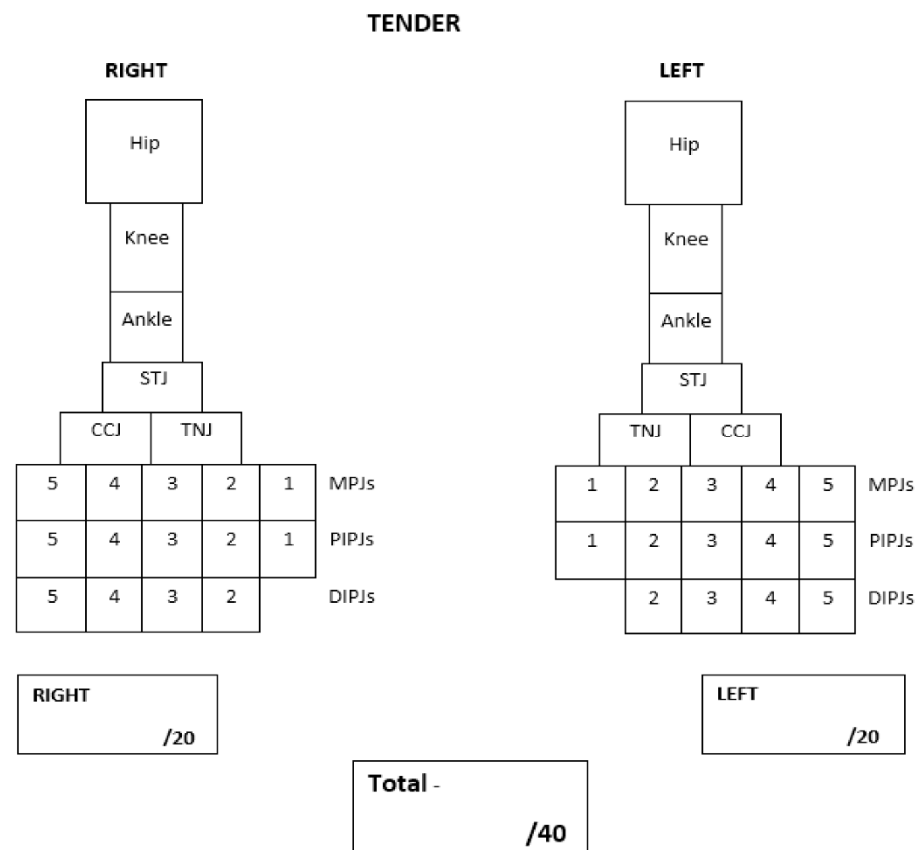 TENDER
RIGHT LEFT
Hip Hip
Knee Knee
Ankle Ankle
STJ STJ
CCJ TNJ TNJ CCJ
5 4 3 2 1 MPJs 1 2 3 4 5 MPJs
5 4 3 2 1 PIPJs 1 2 3 4 5 PIPJs
5 4 3 2 DIPJs 2 3 4 5 DIPJs
RIGHT LEFT
/20 /20
Total -
/40